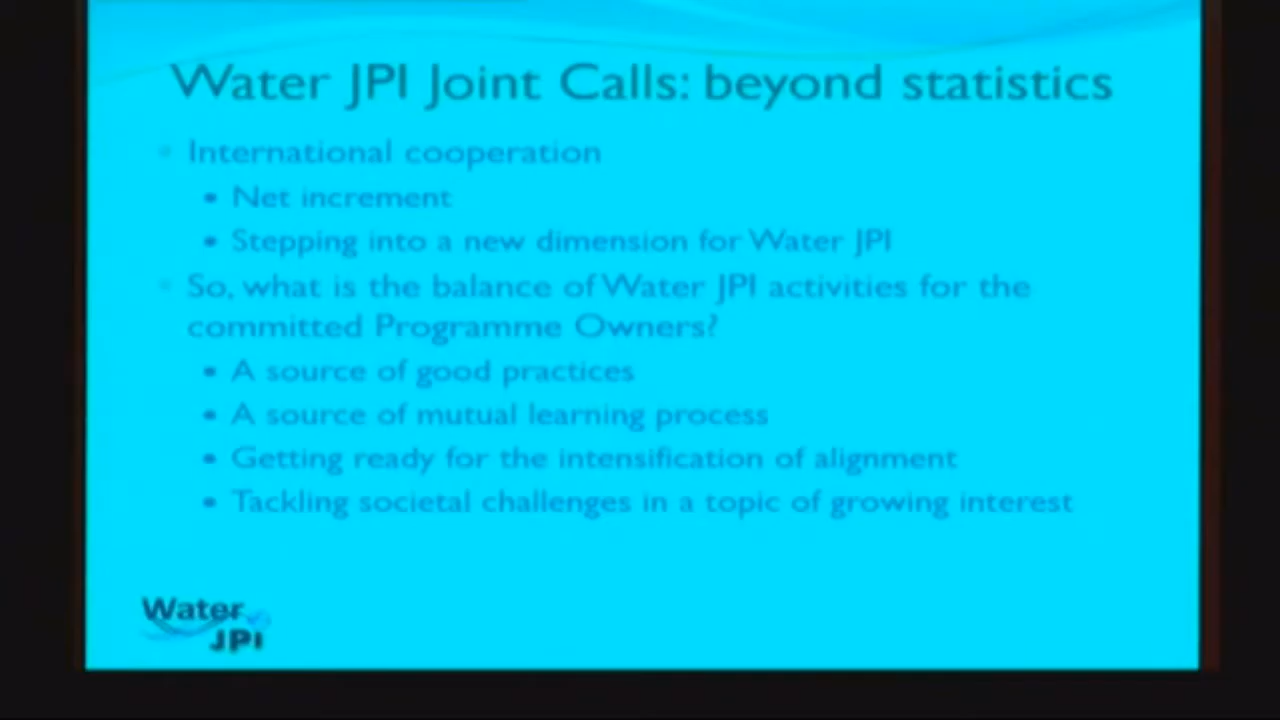 Water JPI Joint Calls: beyond statistics
• International cooperation
• Net increment
• Stepping into a new dimension for Water JPI
• So, what is the balance of Water JPI activities for the
committed Programme Owners?
• A source of good practices
• A source of mutual learning process
• Getting ready for the intensification of alignment
• Tackling societal challenges in a topic of growing interest
Water
JPI